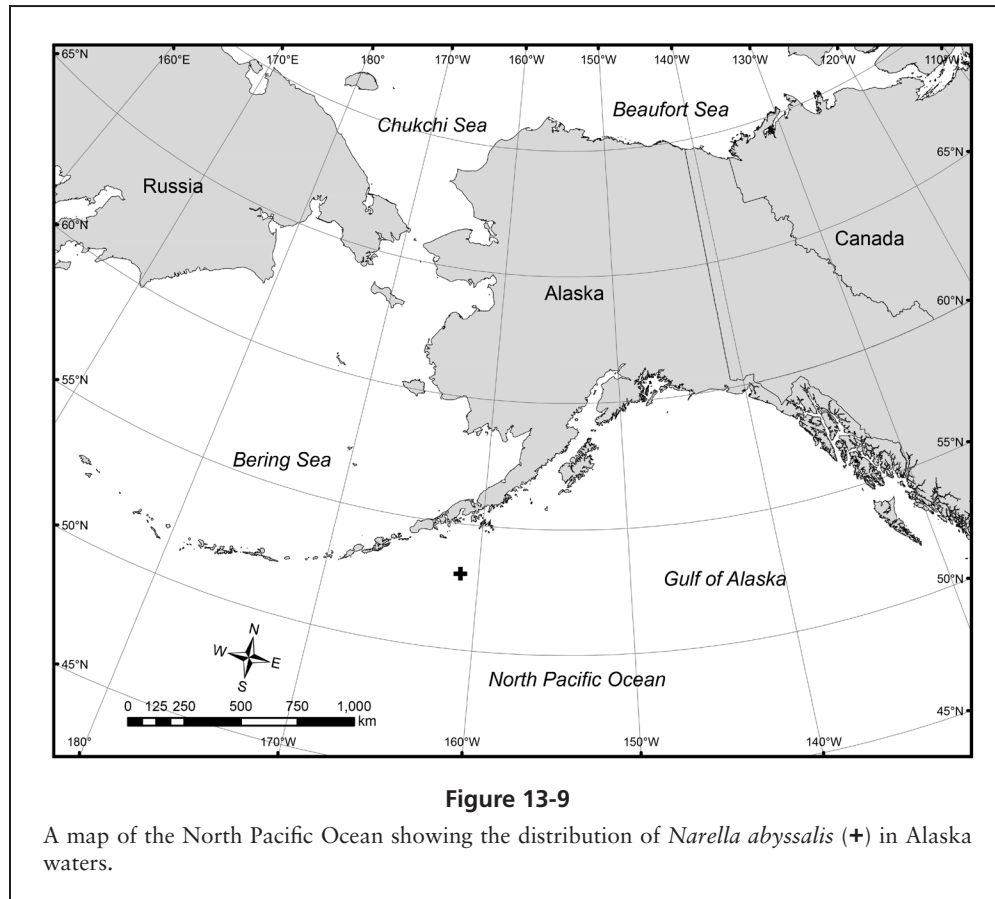 65°N 160°E 170°E 180° 170°W 160°W 150°W 140°W 130°W 120°W 110°W
Beaufort Sea
Chukchi Sea
65°N
Russia
60°N
Canada
Alaska
60°N
55°N
55°N
Bering Sea
50°N
Gulf of Alaska
50°N
N
W E
S
45°N
North Pacific Ocean
0 125 250 500 750 1,000
km
45°N
180° 170°W 160°W 150°W 140°W
Figure 13-9
A map of the North Pacific Ocean showing the distribution of Narella abyssalis (+) in Alaska
waters.